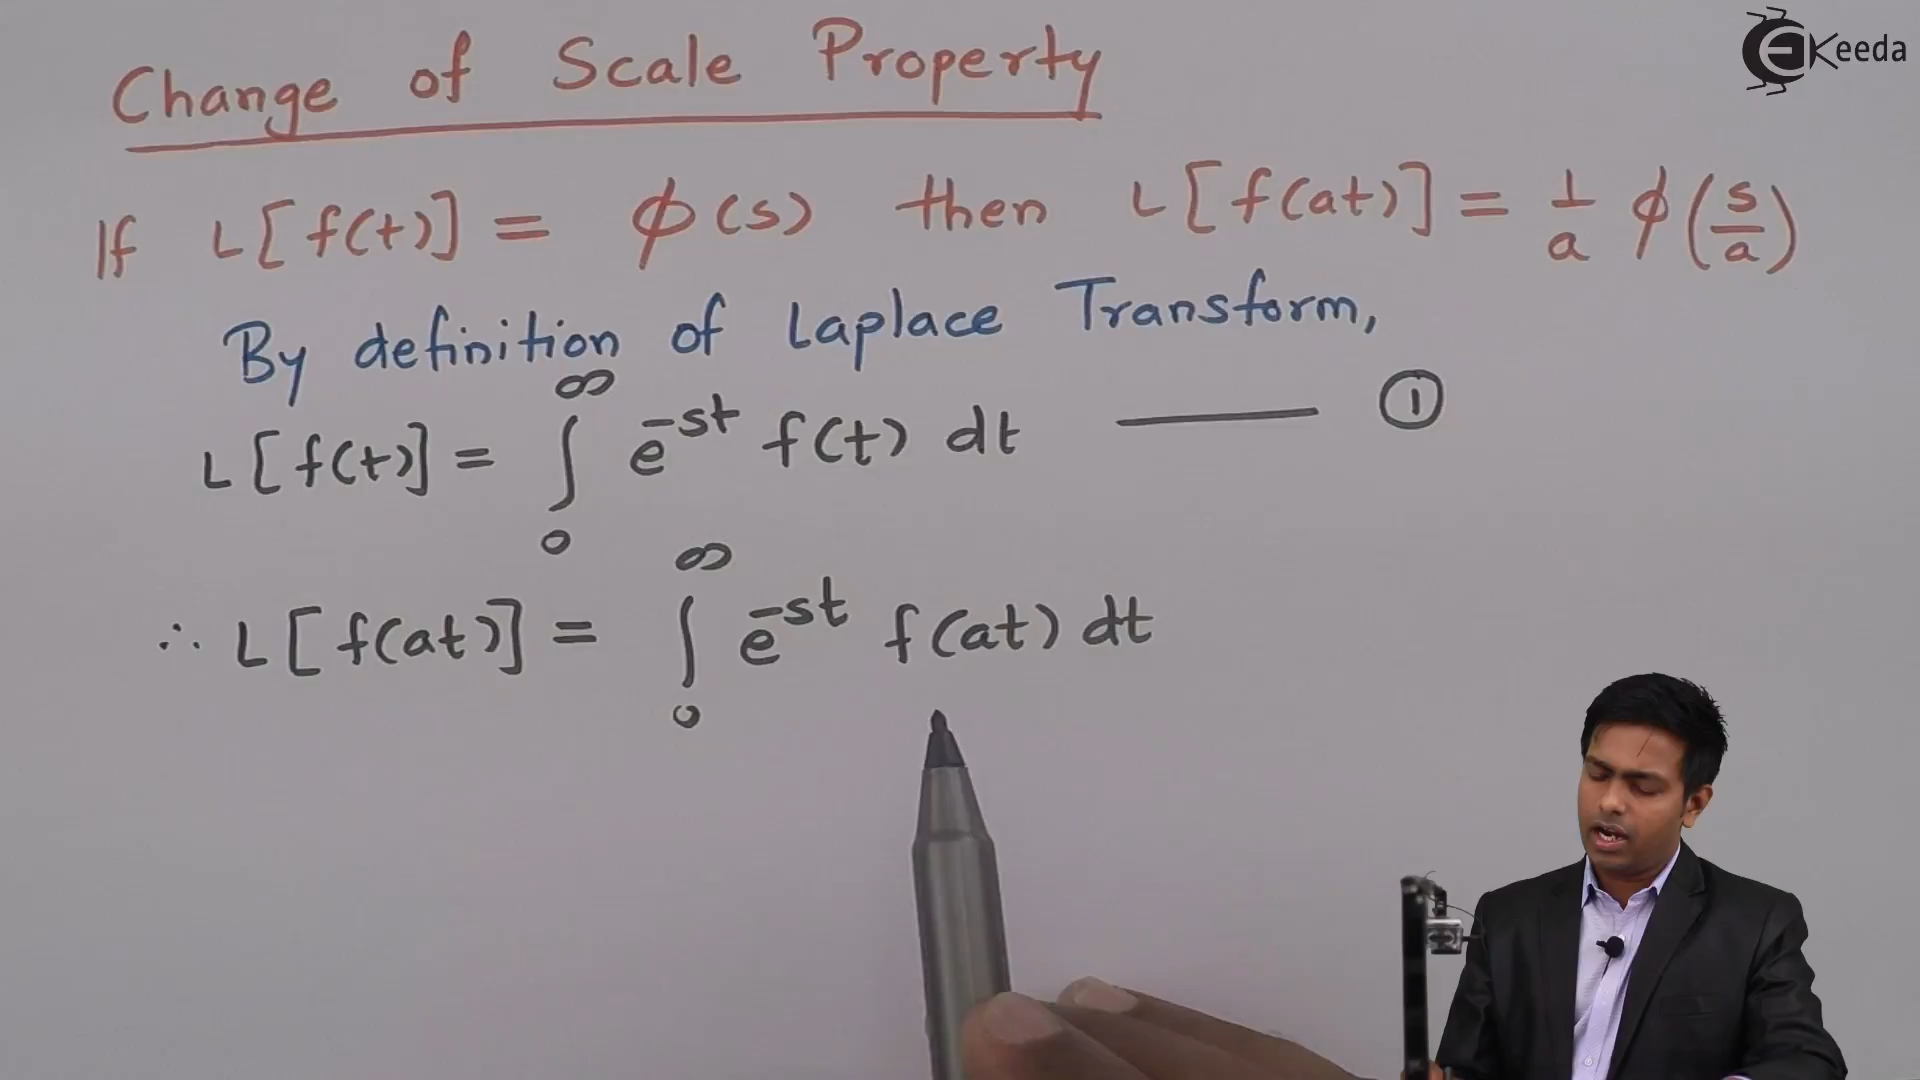 Ekeeda
Change of Scale Property
If L[f(t)] = ϕ(s) then L[f(at)] = 1/a ϕ(s/a)
By definition of Laplace Transform,
L[f(t)] = ∫₀^∞ e^-st f(t) dt ——— ①
∴ L[f(at)] = ∫₀^∞ e^-st f(at) dt